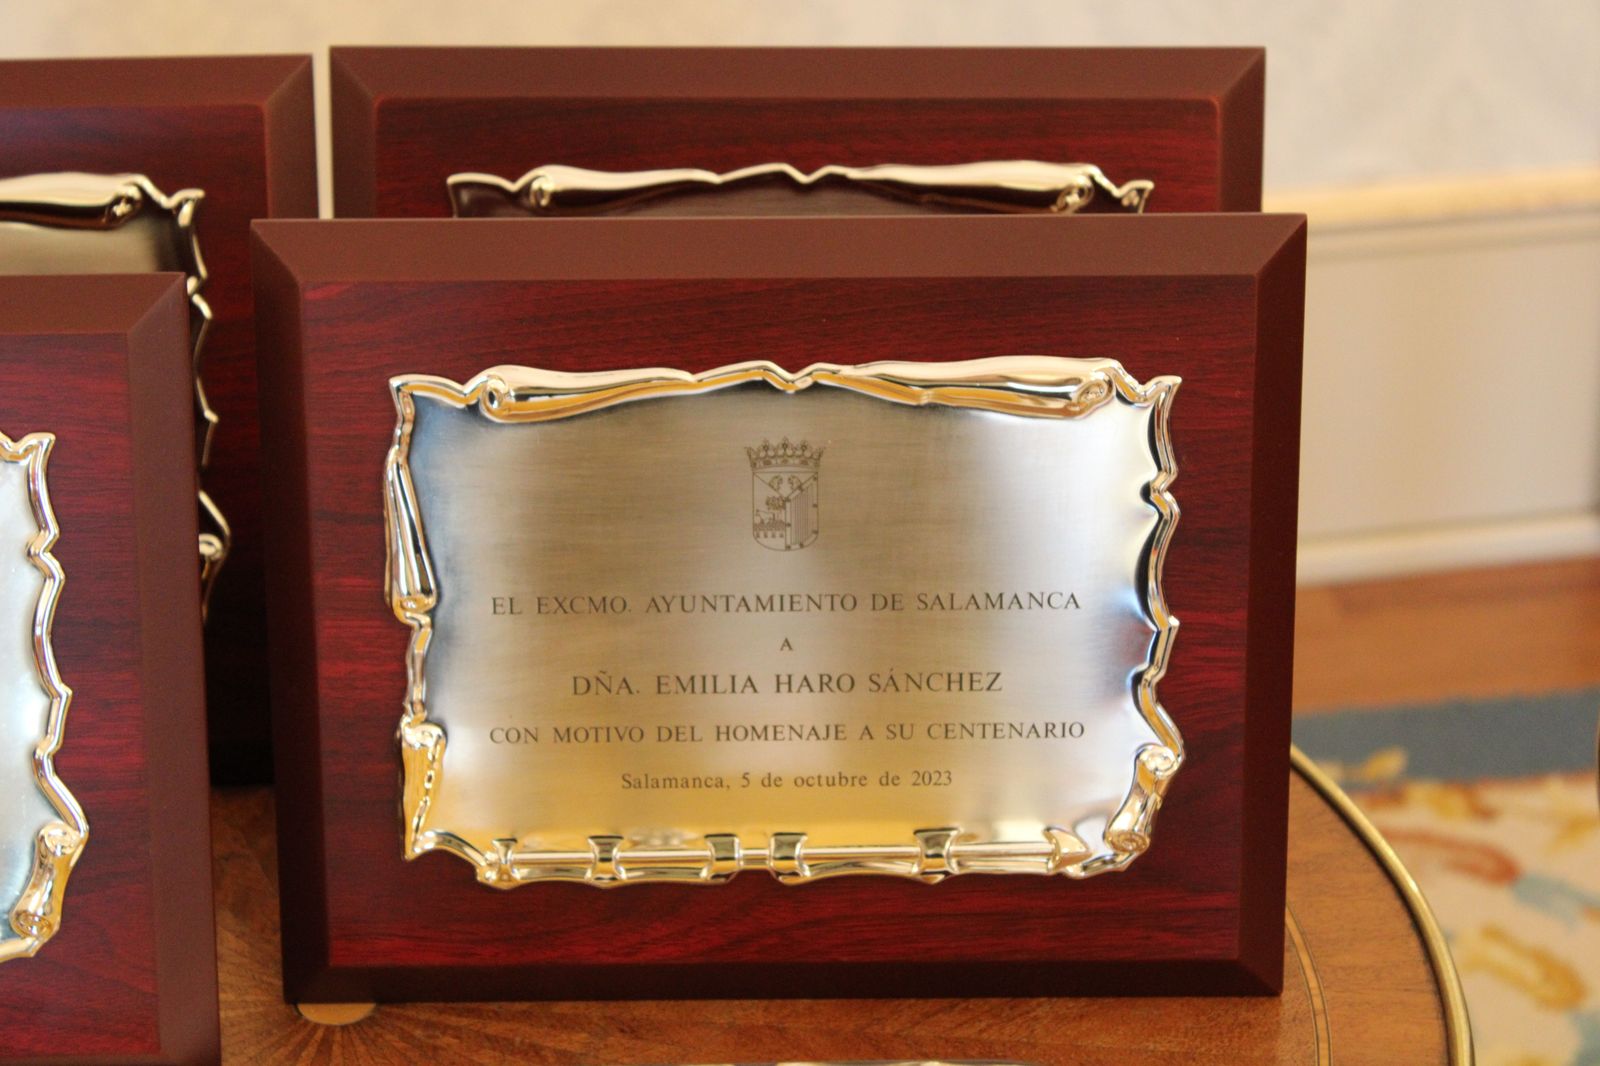 EL EXCMO. AYUNTAMIENTO DE SALAMANCA
A
DÑA. EMILIA HARO SÁNCHEZ
CON MOTIVO DEL HOMENAJE A SU CENTENARIO
Salamanca, 5 de octubre de 2023